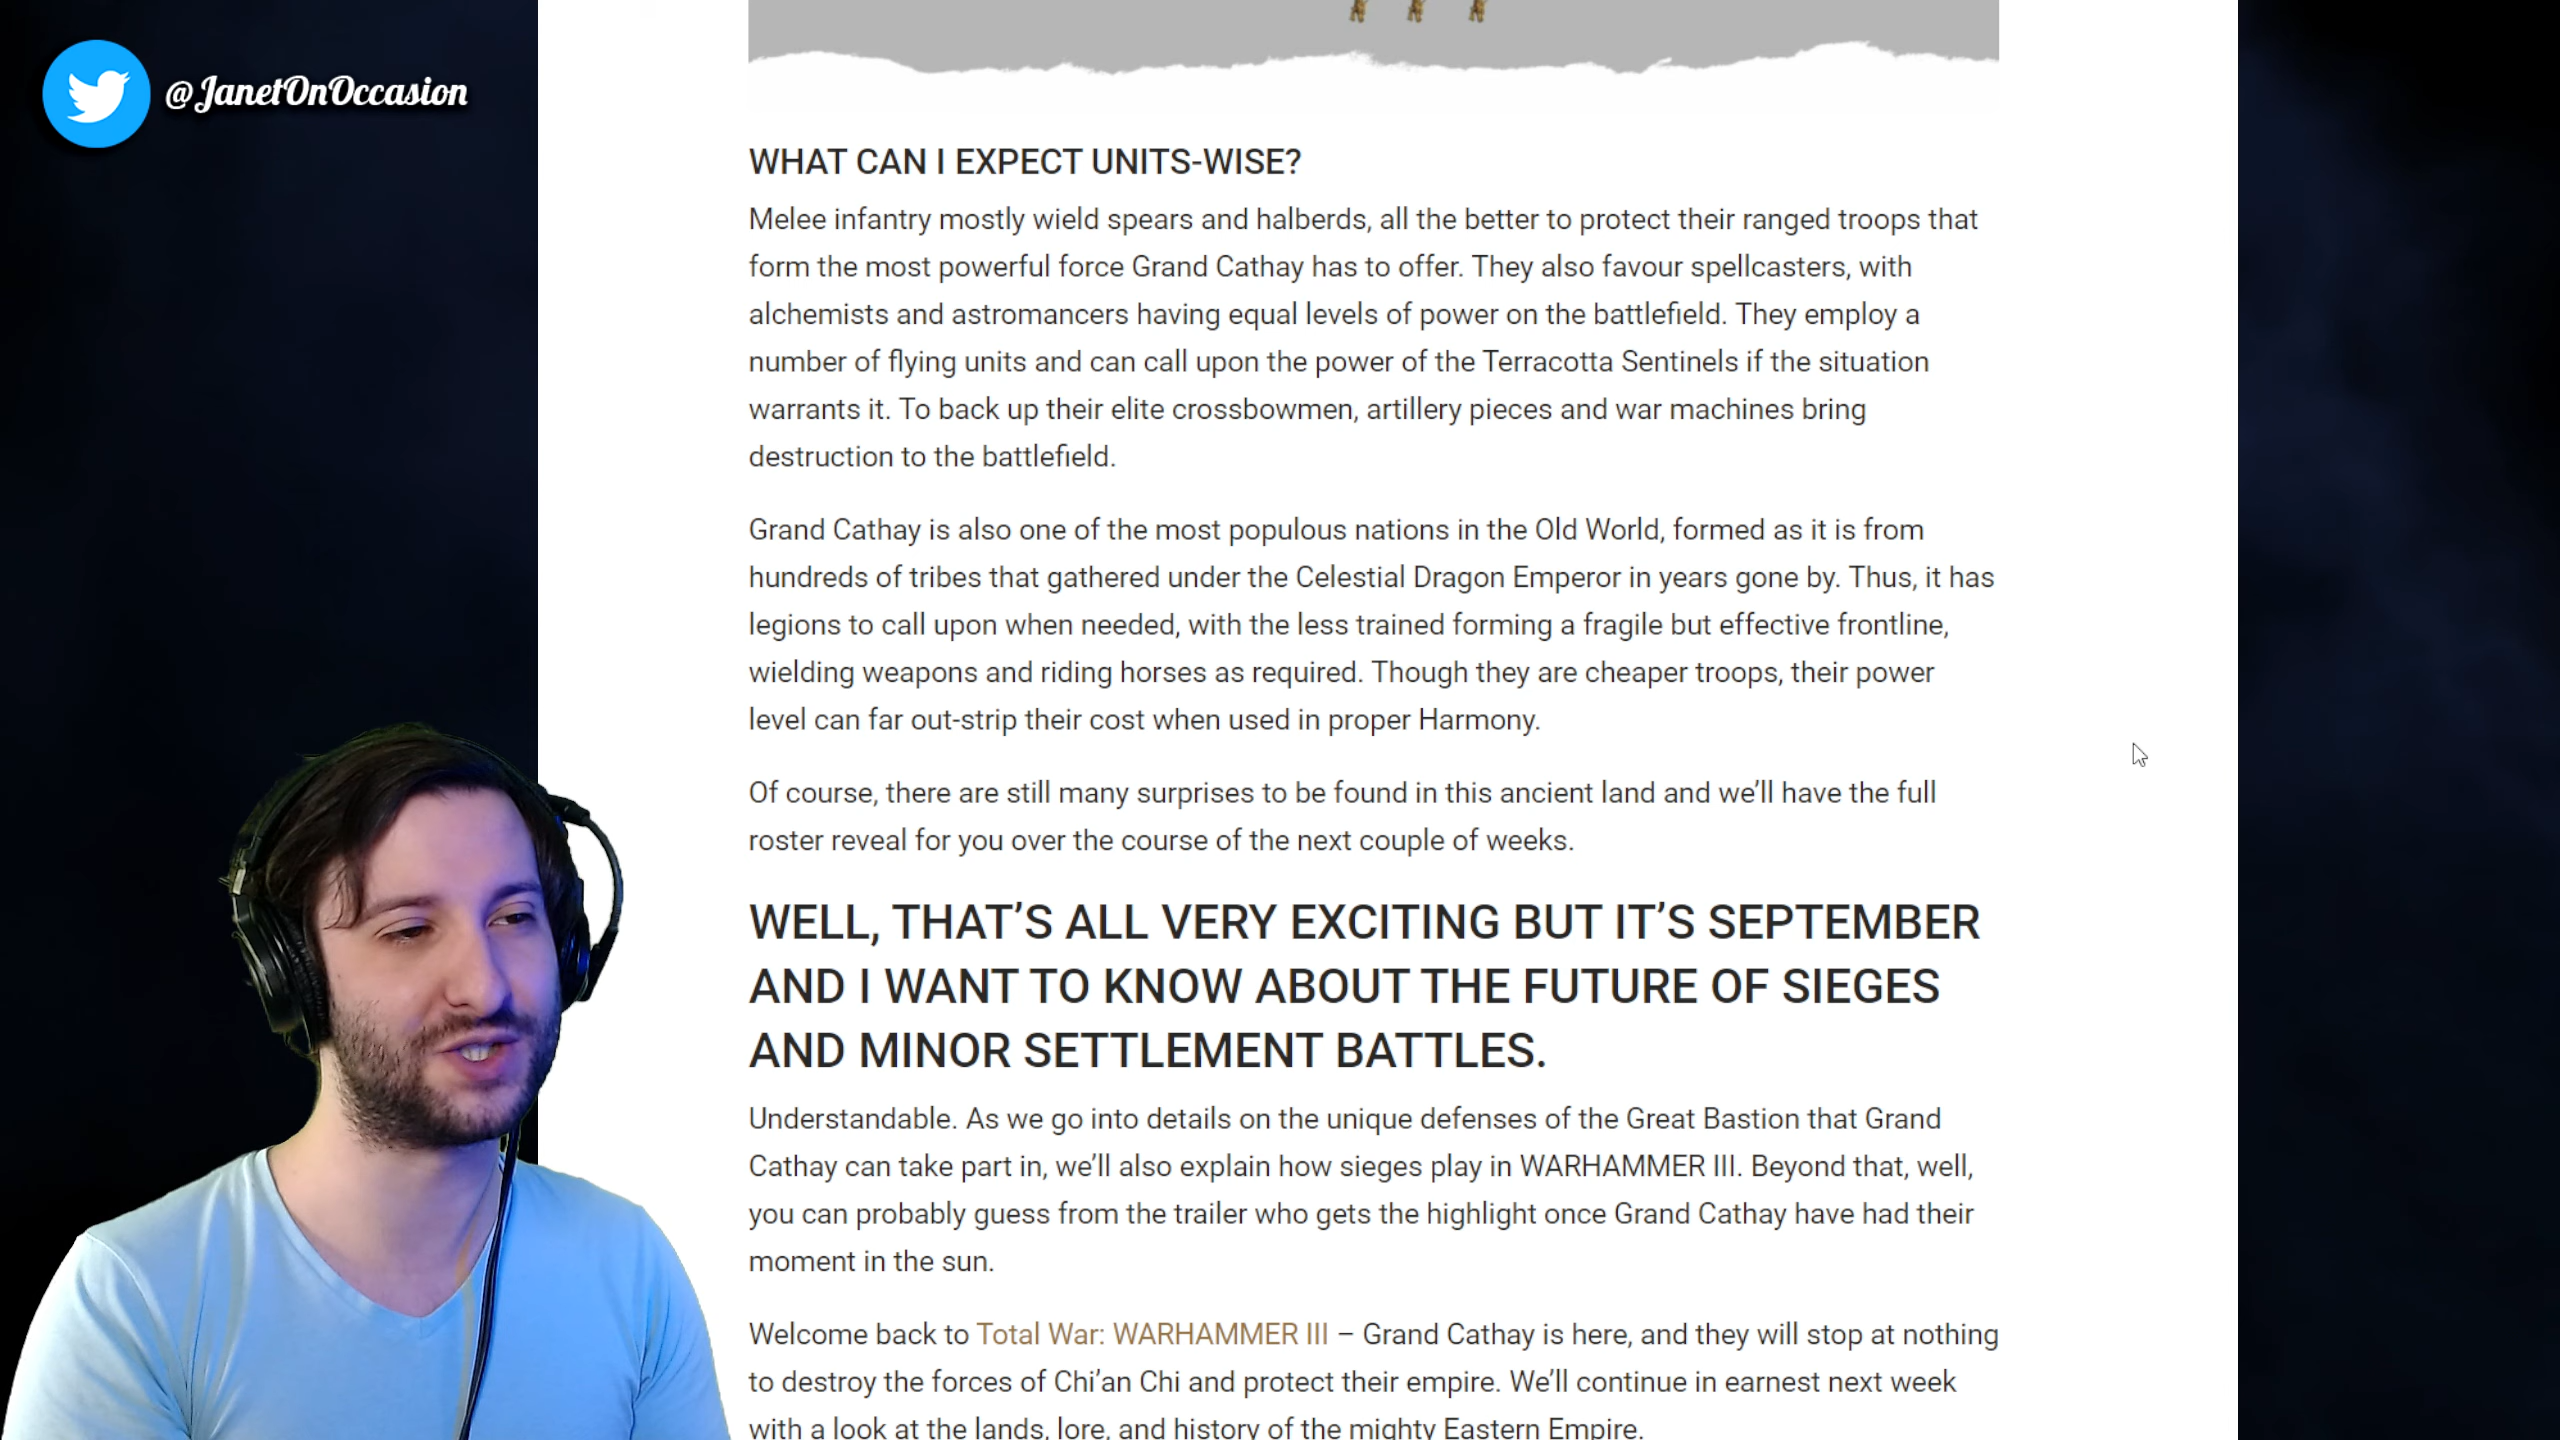 @JanetOnOccasion
WHAT CAN I EXPECT UNITS-WISE?
Melee infantry mostly wield spears and halberds, all the better to protect their ranged troops that
form the most powerful force Grand Cathay has to offer. They also favour spellcasters, with
alchemists and astromancers having equal levels of power on the battlefield. They employ a
number of flying units and can call upon the power of the Terracotta Sentinels if the situation
warrants it. To back up their elite crossbowmen, artillery pieces and war machines bring
destruction to the battlefield.
Grand Cathay is also one of the most populous nations in the Old World, formed as it is from
hundreds of tribes that gathered under the Celestial Dragon Emperor in years gone by. Thus, it has
legions to call upon when needed, with the less trained forming a fragile but effective frontline,
wielding weapons and riding horses as required. Though they are cheaper troops, their power
level can far out-strip their cost when used in proper Harmony.
Of course, there are still many surprises to be found in this ancient land and we’ll have the full
roster reveal for you over the course of the next couple of weeks.
WELL, THAT’S ALL VERY EXCITING BUT IT’S SEPTEMBER
AND I WANT TO KNOW ABOUT THE FUTURE OF SIEGES
AND MINOR SETTLEMENT BATTLES.
Understandable. As we go into details on the unique defenses of the Great Bastion that Grand
Cathay can take part in, we’ll also explain how sieges play in WARHAMMER III. Beyond that, well,
you can probably guess from the trailer who gets the highlight once Grand Cathay have had their
moment in the sun.
Welcome back to Total War: WARHAMMER III – Grand Cathay is here, and they will stop at nothing
to destroy the forces of Chi’an Chi and protect their empire. We’ll continue in earnest next week
with a look at the lands, lore, and history of the mighty Eastern Empire.